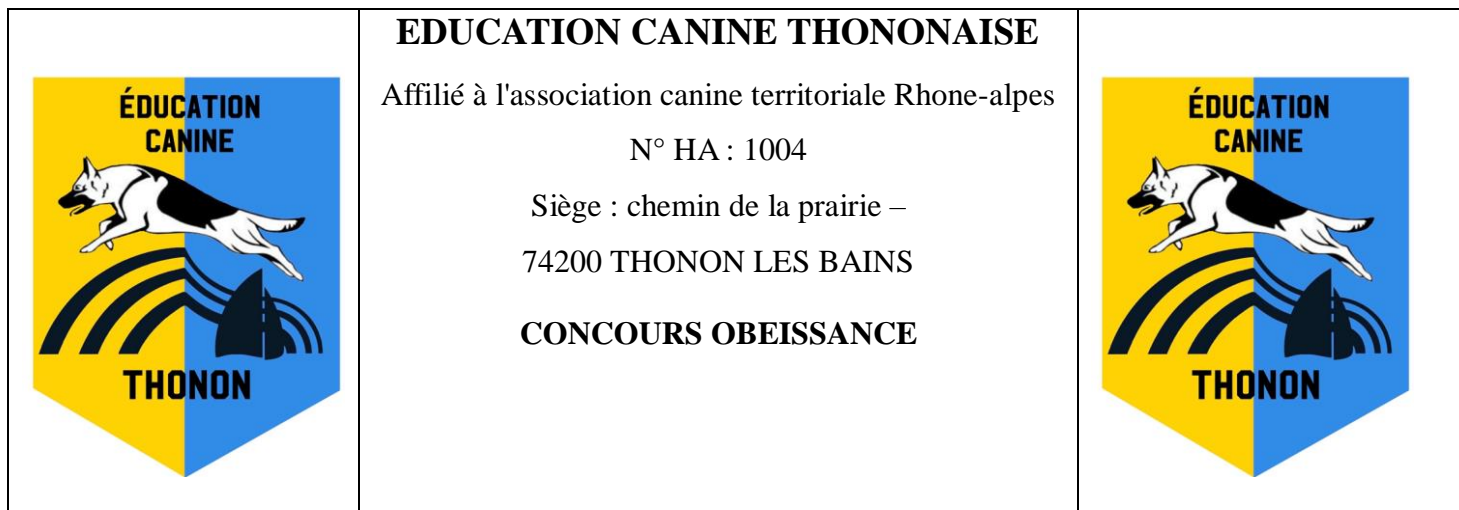 ÉDUCATION
CANINE
THONON
EDUCATION CANINE THONONAISE
Affilié à l'association canine territoriale Rhone-alpes
N° HA : 1004
Siège : chemin de la prairie –
74200 THONON LES BAINS
CONCOURS OBEISSANCE
ÉDUCATION
CANINE
THONON